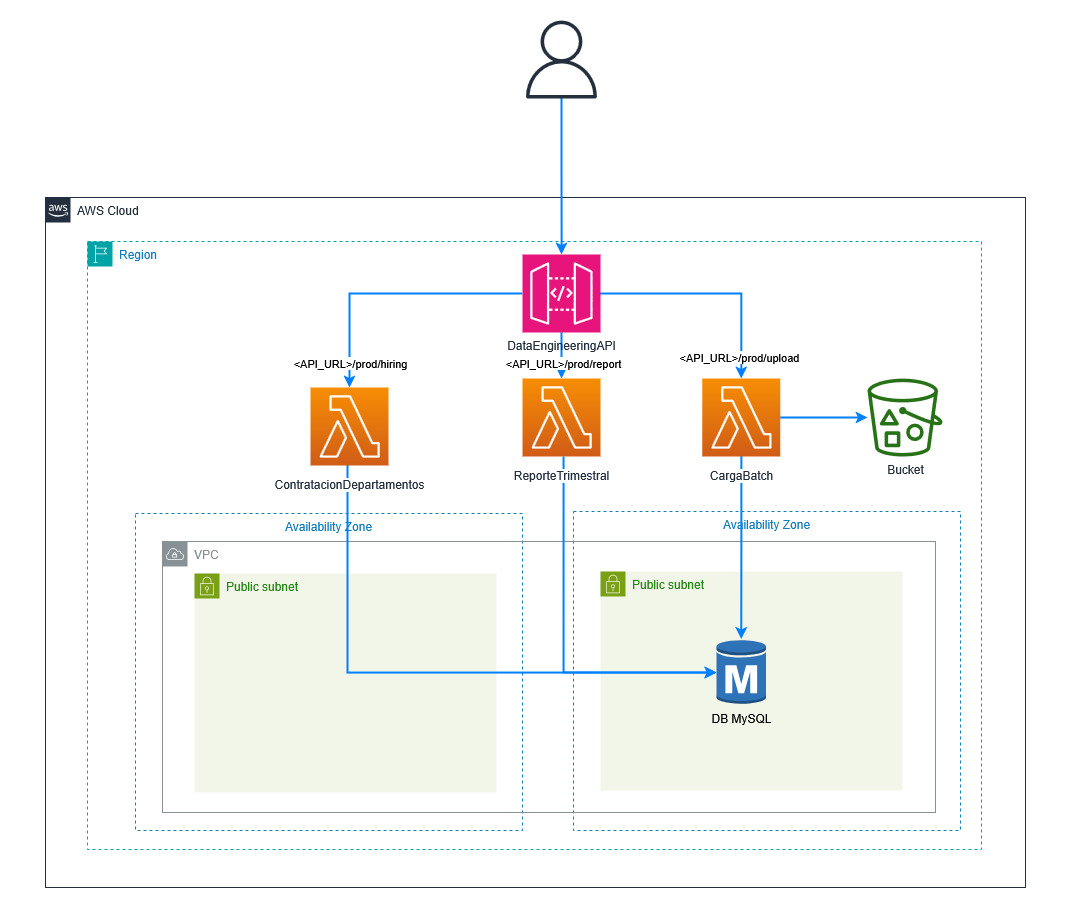 aws
AWS Cloud
Region
</>
DataEngineeringAPI
<API_URL>/prod/hiring
<API_URL>/prod/report
<API_URL>/prod/upload
ContratacionDepartamentos
ReporteTrimestral
CargaBatch
Bucket
Availability Zone
Availability Zone
VPC
Public subnet
Public subnet
M
DB MySQL